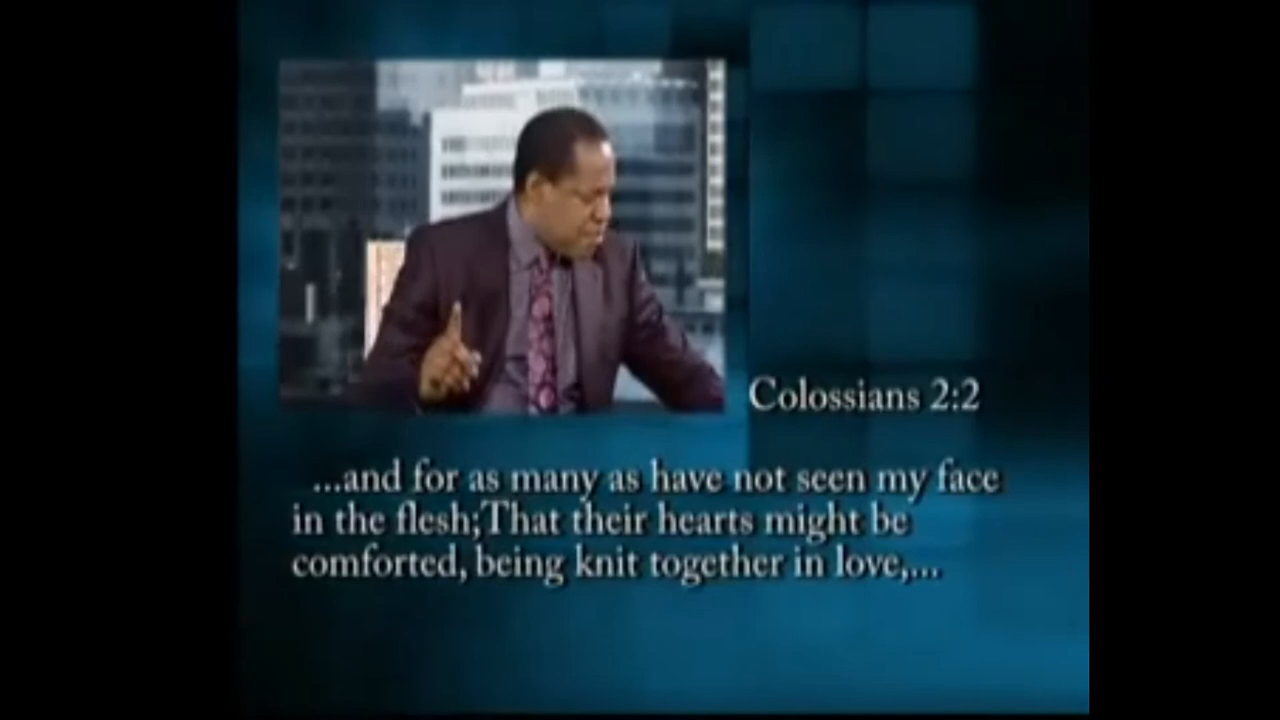 Colossians 2:2
...and for as many as have not seen my face
in the flesh;That their hearts might be
comforted, being knit together in love,...